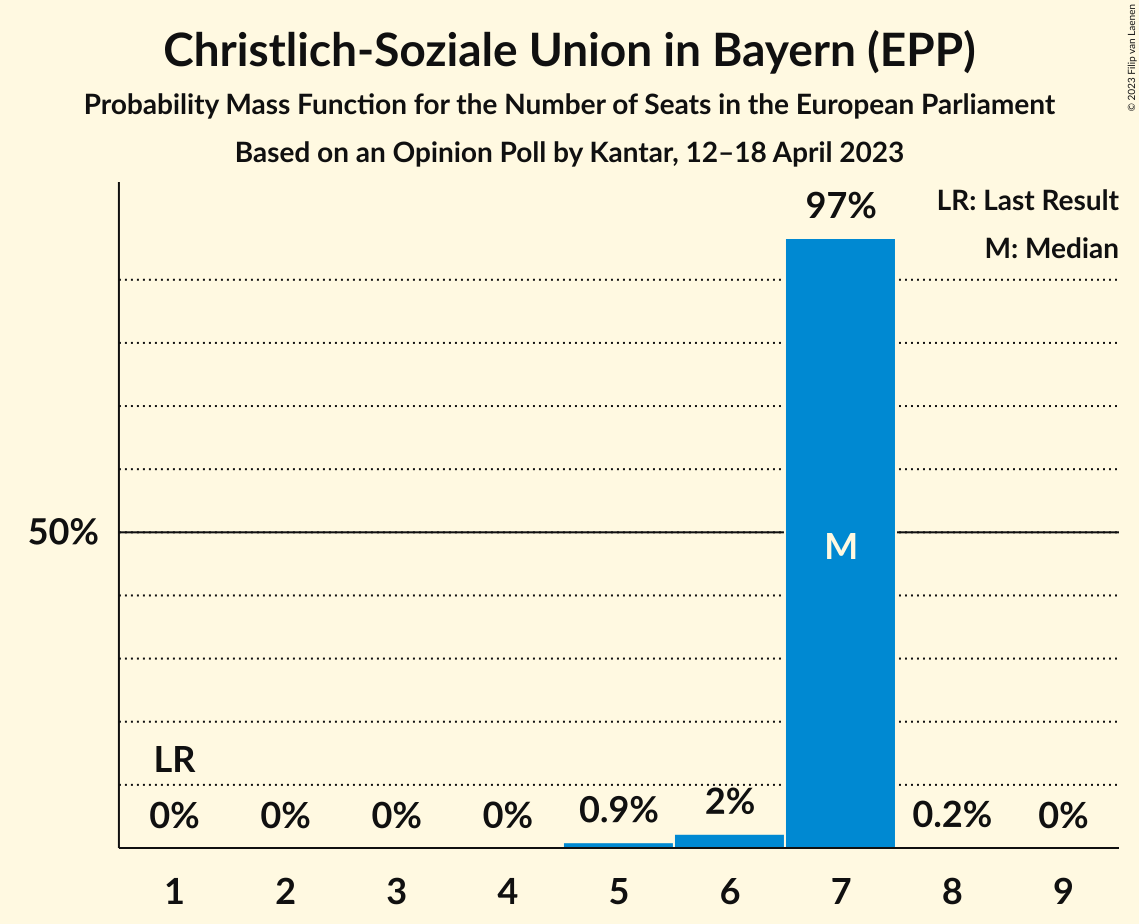 Christlich-Soziale Union in Bayern (EPP)
Probability Mass Function for the Number of Seats in the European Parliament
Based on an Opinion Poll by Kantar, 12–18 April 2023
© 2023 Filip van Laenen
LR: Last Result
M: Median
97%
50%
M
LR
0%
0%
0%
0%
0.9%
2%
0.2%
0%
1 2 3 4 5 6 7 8 9